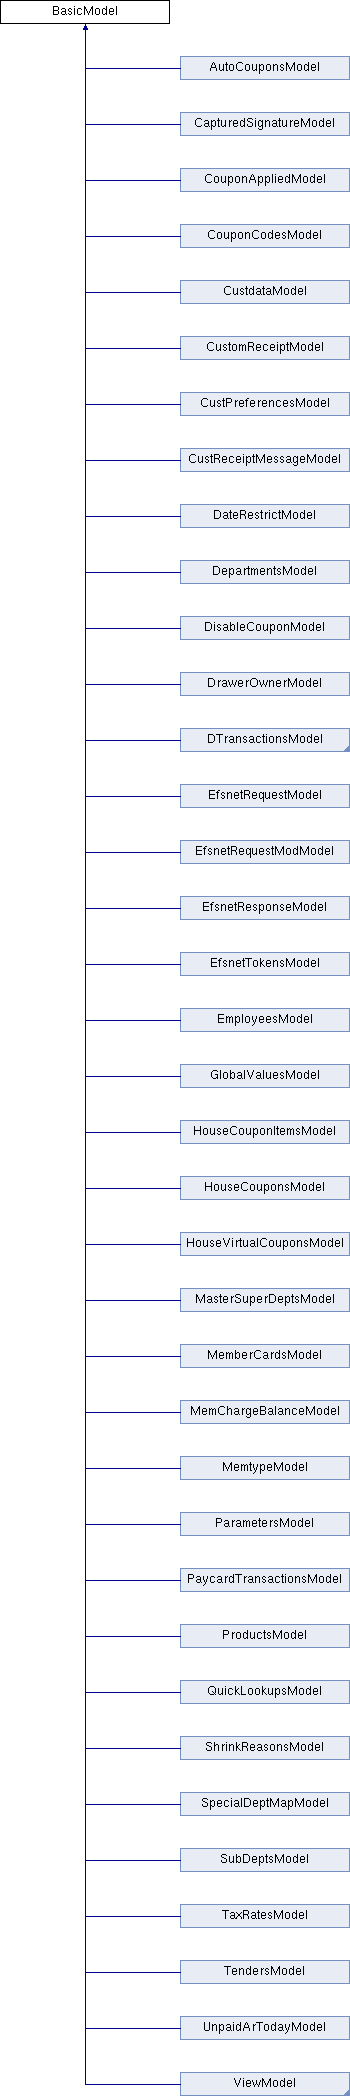 BasicModel
AutoCouponsModel
CapturedSignatureModel
CouponAppliedModel
CouponCodesModel
CustdataModel
CustomReceiptModel
CustPreferencesModel
CustReceiptMessageModel
DateRestrictModel
DepartmentsModel
DisableCouponModel
DrawerOwnerModel
DTransactionsModel
EfsnetRequestModel
EfsnetRequestModModel
EfsnetResponseModel
EfsnetTokensModel
EmployeesModel
GlobalValuesModel
HouseCouponItemsModel
HouseCouponsModel
HouseVirtualCouponsModel
MasterSuperDeptsModel
MemberCardsModel
MemChargeBalanceModel
MemtypeModel
ParametersModel
PaycardTransactionsModel
ProductsModel
QuickLookupsModel
ShrinkReasonsModel
SpecialDeptMapModel
SubDeptsModel
TaxRatesModel
TendersModel
UnpaidArTodayModel
ViewModel